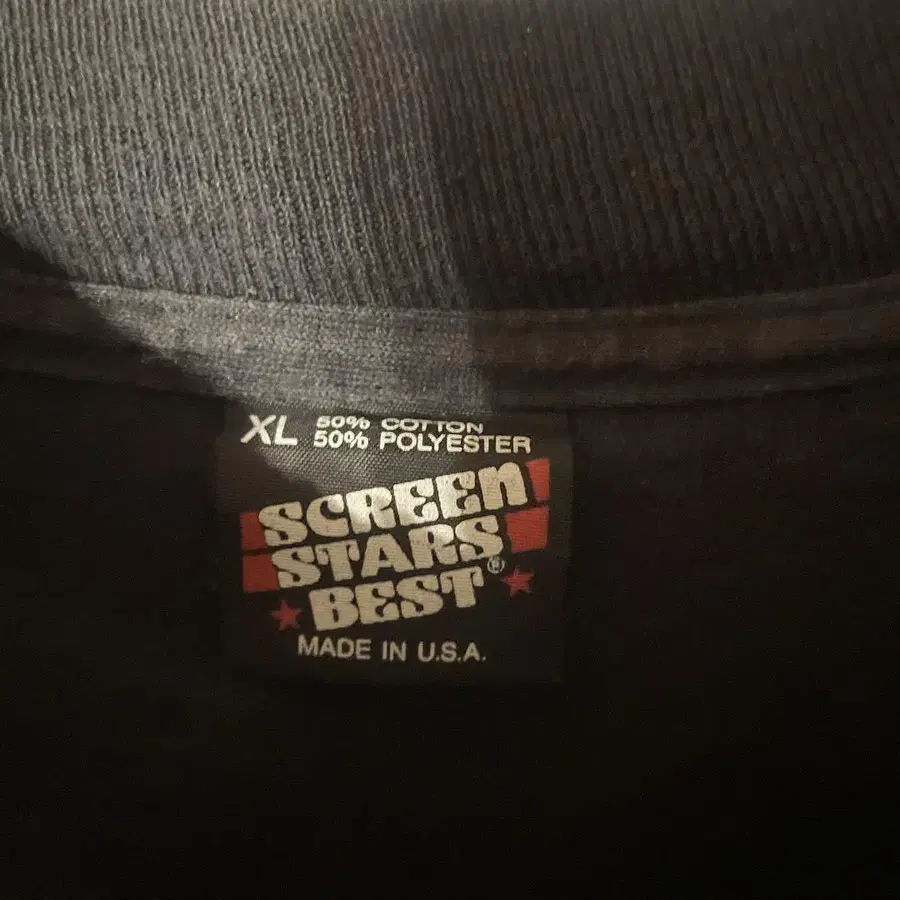 XL 50% COTTON
50% POLYESTER
SCREEN
STARS
BEST®
MADE IN U.S.A.